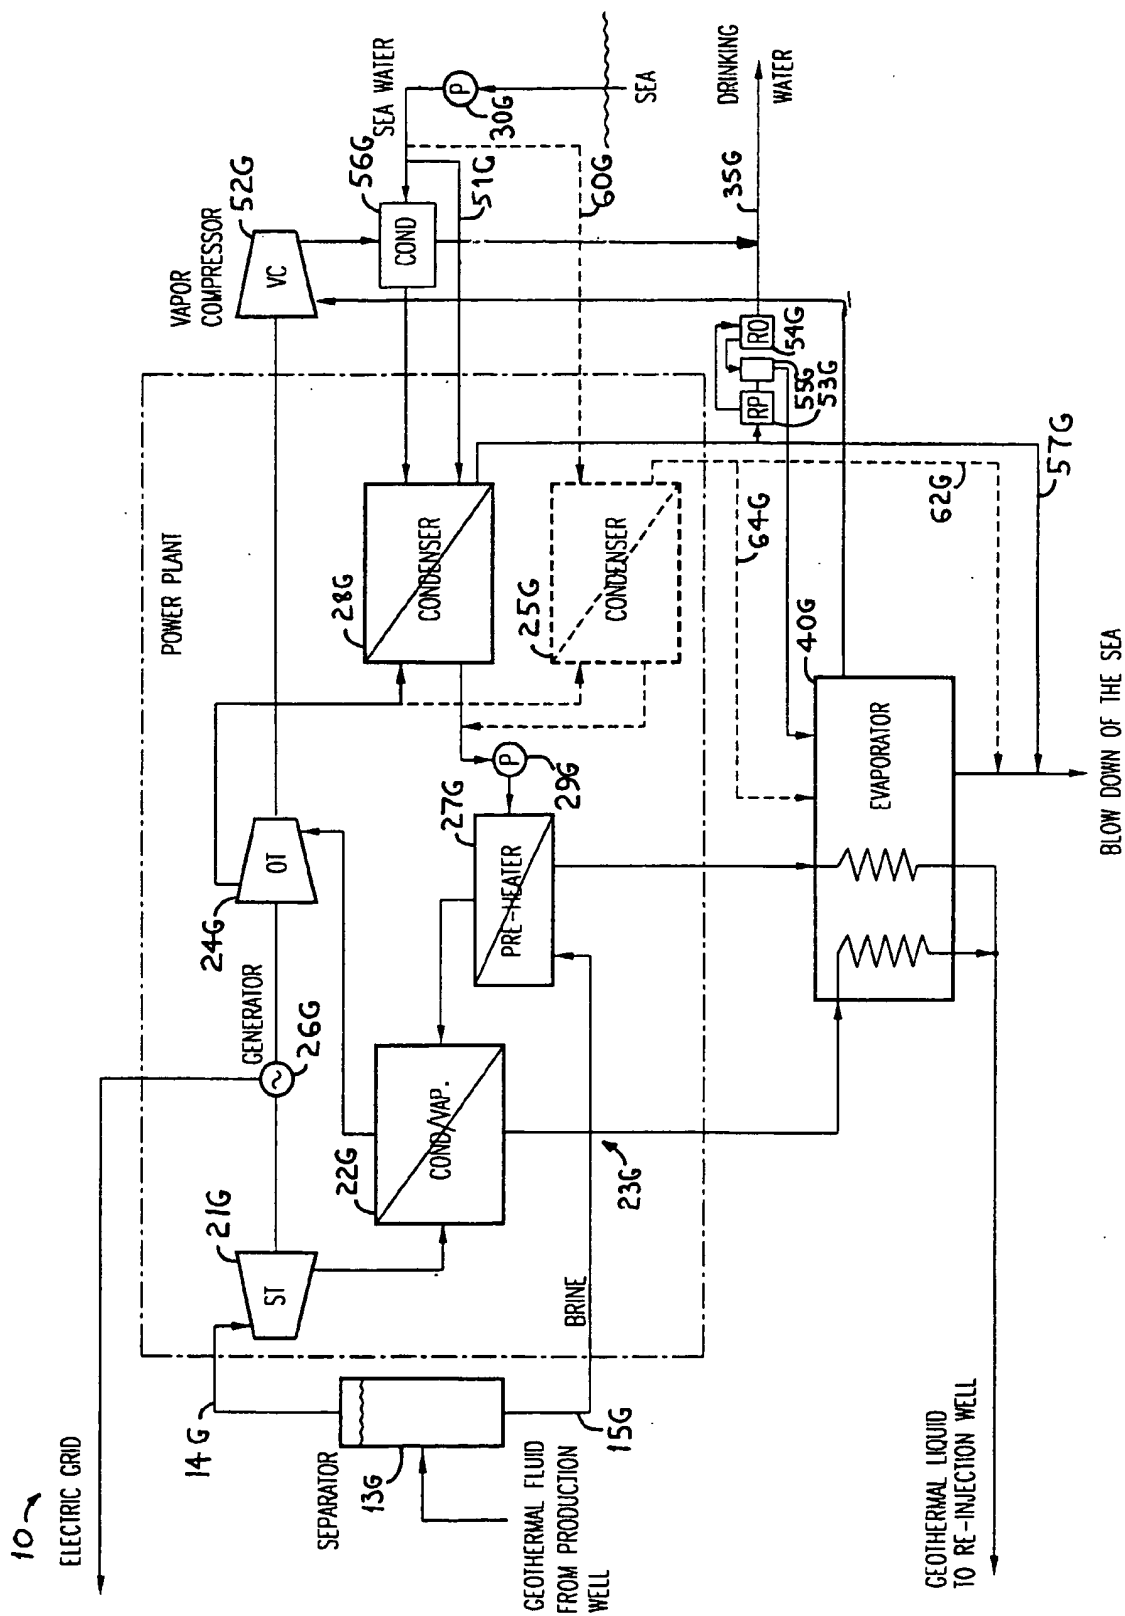 10
ELECTRIC GRID
SEPARATOR
13G
14G
15G
GEOTHERMAL FLUID
FROM PRODUCTION
WELL
BRINE
POWER PLANT
ST
21G
GENERATOR
26G
~
OT
24G
VAPOR
COMPRESSOR
VC
52G
COND/VAP.
22G
23G
PRE-HEATER
27G
P
29G
CONDENSER
28G
CONDENSER
25G
COND
56G
SEA WATER
51G
P
30G
SEA
60G
DRINKING
WATER
35G
RO
54G
55G
RP
53G
64G
62G
57G
EVAPORATOR
40G
BLOW DOWN OF THE SEA
GEOTHERMAL LIQUID
TO RE-INJECTION WELL